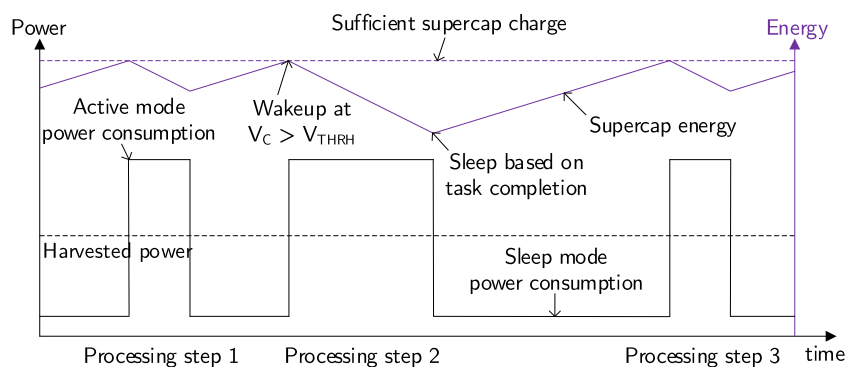 Sufficient supercap charge
Power
Energy
Active mode
power consumption
Wakeup at
V_C > V_THRH
Supercap energy
Sleep based on
task completion
Harvested power
Sleep mode
power consumption
Processing step 1
Processing step 2
Processing step 3
time